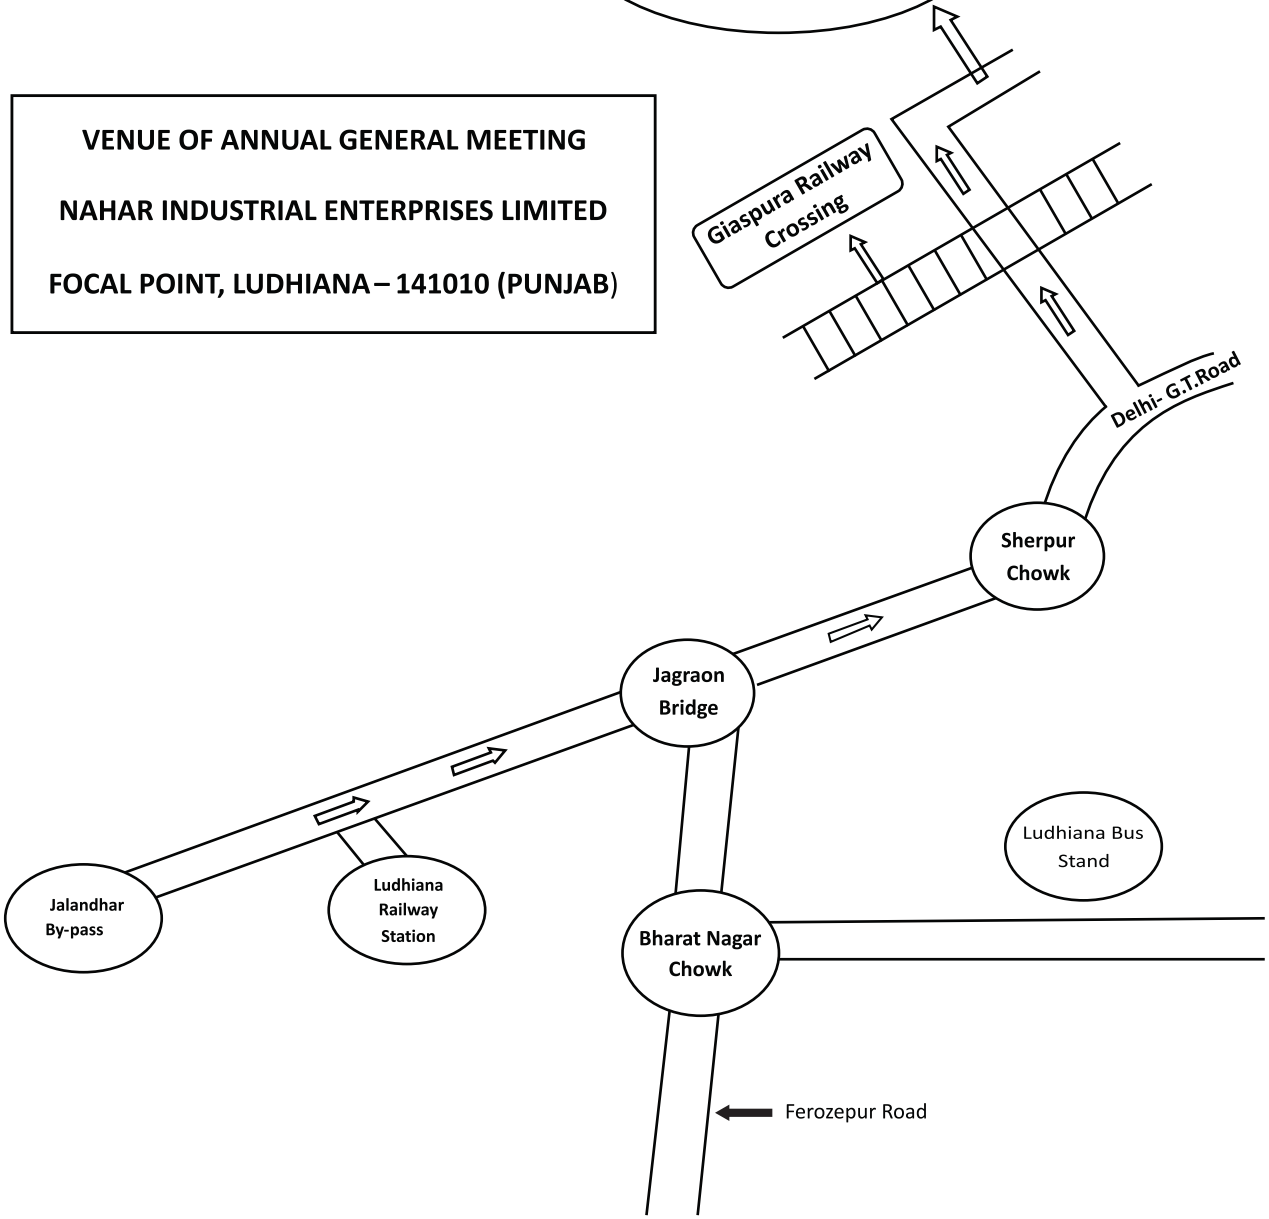 VENUE OF ANNUAL GENERAL MEETING
NAHAR INDUSTRIAL ENTERPRISES LIMITED
FOCAL POINT, LUDHIANA – 141010 (PUNJAB)
Giaspura Railway
Crossing
Delhi- G.T.Road
Sherpur
Chowk
Jagraon
Bridge
Ludhiana Bus
Stand
Jalandhar
By-pass
Ludhiana
Railway
Station
Bharat Nagar
Chowk
Ferozepur Road